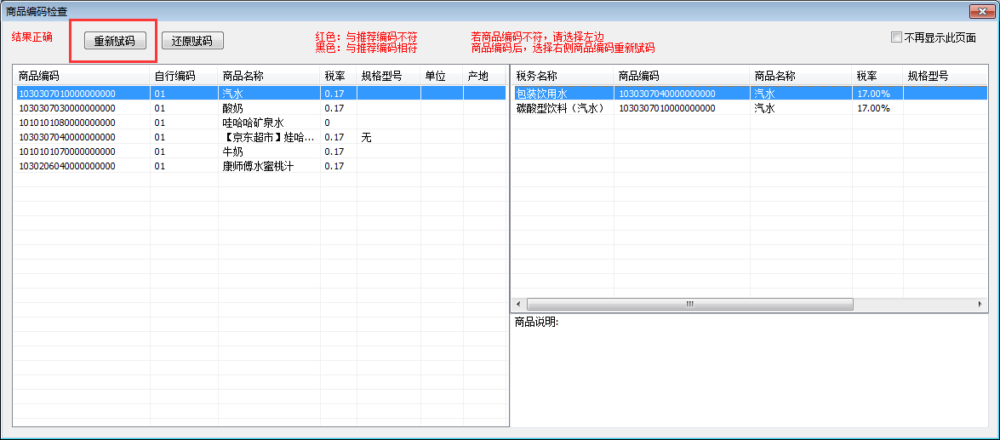 商品编码检查
结果正确
重新赋码
还原赋码
红色：与推荐编码不符
黑色：与推荐编码相符
若商品编码不符，请选择左边
商品编码后，选择右侧商品编码重新赋码
不再显示此页面
商品编码 自行编码 商品名称 税率 规格型号 单位 产地
1030307010000000000 01 汽水 0.17
1030307030000000000 01 酸奶 0.17
1010101080000000000 01 哇哈哈矿泉水 0
1030307040000000000 01 【京东超市】娃哈... 0.17 无
1010101070000000000 01 牛奶 0.17
1030206040000000000 01 康师傅水蜜桃汁 0.17
税务名称 商品编码 商品名称 税率 规格型号
包装饮用水 1030307040000000000 汽水 17.00%
碳酸型饮料（汽水） 1030307010000000000 汽水 17.00%
商品说明: